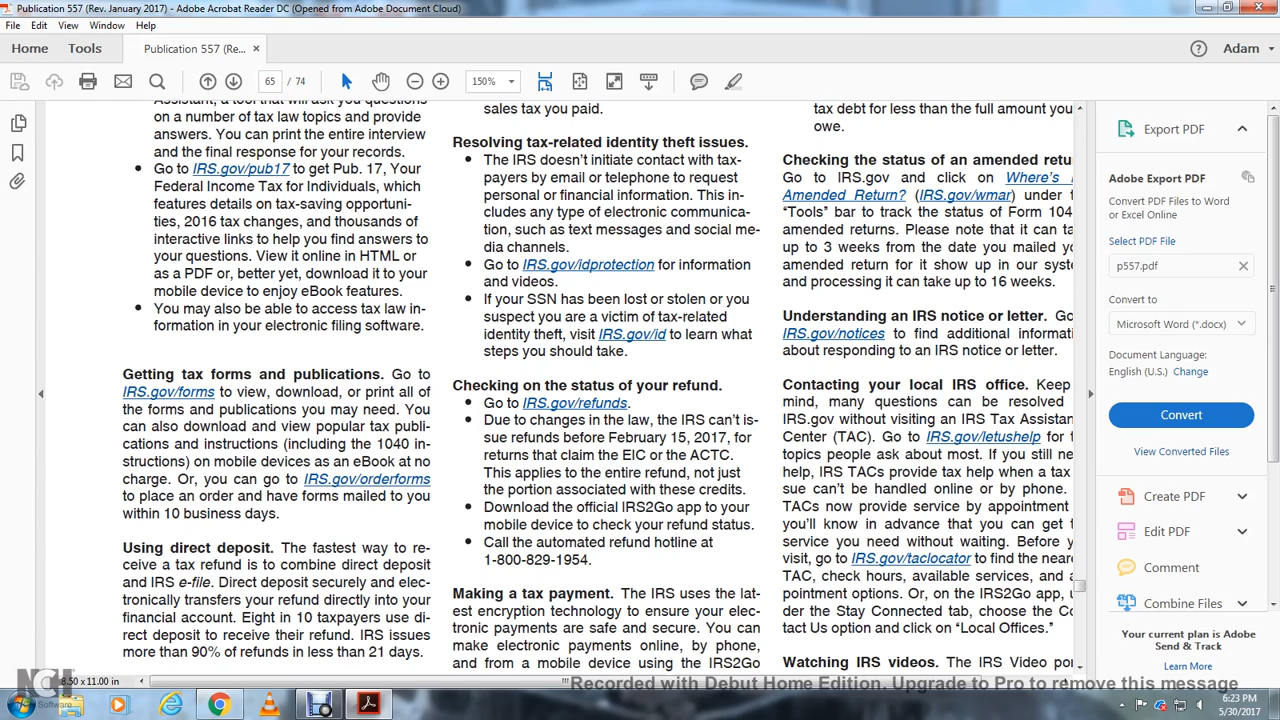 Publication 557 (Rev. January 2017) - Adobe Acrobat Reader DC (Opened from Adobe Document Cloud)
File Edit View Window Help
Home Tools Publication 557 (Re... × Adam
65 / 74 150%
Assistant, a tool that will ask you questions
on a number of tax law topics and provide
answers. You can print the entire interview
and the final response for your records.
• Go to IRS.gov/pub17 to get Pub. 17, Your
Federal Income Tax for Individuals, which
features details on tax-saving opportuni-
ties, 2016 tax changes, and thousands of
interactive links to help you find answers to
your questions. View it online in HTML or
as a PDF or, better yet, download it to your
mobile device to enjoy eBook features.
• You may also be able to access tax law in-
formation in your electronic filing software.
Getting tax forms and publications. Go to
IRS.gov/forms to view, download, or print all of
the forms and publications you may need. You
can also download and view popular tax publi-
cations and instructions (including the 1040 in-
structions) on mobile devices as an eBook at no
charge. Or, you can go to IRS.gov/orderforms
to place an order and have forms mailed to you
within 10 business days.
Using direct deposit. The fastest way to re-
ceive a tax refund is to combine direct deposit
and IRS e-file. Direct deposit securely and elec-
tronically transfers your refund directly into your
financial account. Eight in 10 taxpayers use di-
rect deposit to receive their refund. IRS issues
more than 90% of refunds in less than 21 days.
sales tax you paid.
Resolving tax-related identity theft issues.
• The IRS doesn't initiate contact with tax-
payers by email or telephone to request
personal or financial information. This in-
cludes any type of electronic communica-
tion, such as text messages and social me-
dia channels.
• Go to IRS.gov/idprotection for information
and videos.
• If your SSN has been lost or stolen or you
suspect you are a victim of tax-related
identity theft, visit IRS.gov/id to learn what
steps you should take.
Checking on the status of your refund.
• Go to IRS.gov/refunds.
• Due to changes in the law, the IRS can't is-
sue refunds before February 15, 2017, for
returns that claim the EIC or the ACTC.
This applies to the entire refund, not just
the portion associated with these credits.
• Download the official IRS2Go app to your
mobile device to check your refund status.
• Call the automated refund hotline at
1-800-829-1954.
Making a tax payment. The IRS uses the lat-
est encryption technology to ensure your elec-
tronic payments are safe and secure. You can
make electronic payments online, by phone,
and from a mobile device using the IRS2Go
tax debt for less than the full amount you
owe.
Checking the status of an amended retu
Go to IRS.gov and click on Where's
Amended Return? (IRS.gov/wmar) under
"Tools" bar to track the status of Form 104
amended returns. Please note that it can ta
up to 3 weeks from the date you mailed yo
amended return for it show up in our syste
and processing it can take up to 16 weeks.
Understanding an IRS notice or letter. Go
IRS.gov/notices to find additional informati
about responding to an IRS notice or letter.
Contacting your local IRS office. Keep
mind, many questions can be resolved
IRS.gov without visiting an IRS Tax Assistan
Center (TAC). Go to IRS.gov/letushelp for
topics people ask about most. If you still ne
help, IRS TACs provide tax help when a tax
sue can't be handled online or by phone.
TACs now provide service by appointment
you'll know in advance that you can get
service you need without waiting. Before y
visit, go to IRS.gov/taclocator to find the neare
TAC, check hours, available services, and a
pointment options. Or, on the IRS2Go app, u
der the Stay Connected tab, choose the Co
tact Us option and click on "Local Offices."
Watching IRS videos. The IRS Video por
8.50 x 11.00 in
Export PDF
Adobe Export PDF
Convert PDF Files to Word
or Excel Online
Select PDF File
p557.pdf
Convert to
Microsoft Word (*.docx)
Document Language:
English (U.S.) Change
Convert
View Converted Files
Create PDF
Edit PDF
Comment
Combine Files
Your current plan is Adobe
Send & Track
Learn More
NCH Software
Recorded with Debut Home Edition. Upgrade to Pro to remove this message
6:23 PM
5/30/2017